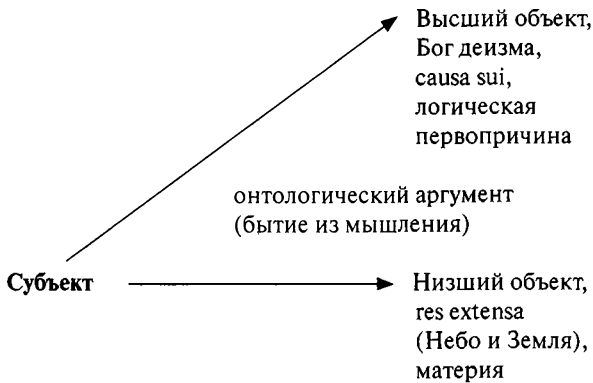 Высший объект,
Бог деизма,
causa sui,
логическая
первопричина
онтологический аргумент
(бытие из мышления)
Субъект
Низший объект,
res extensa
(Небо и Земля),
материя